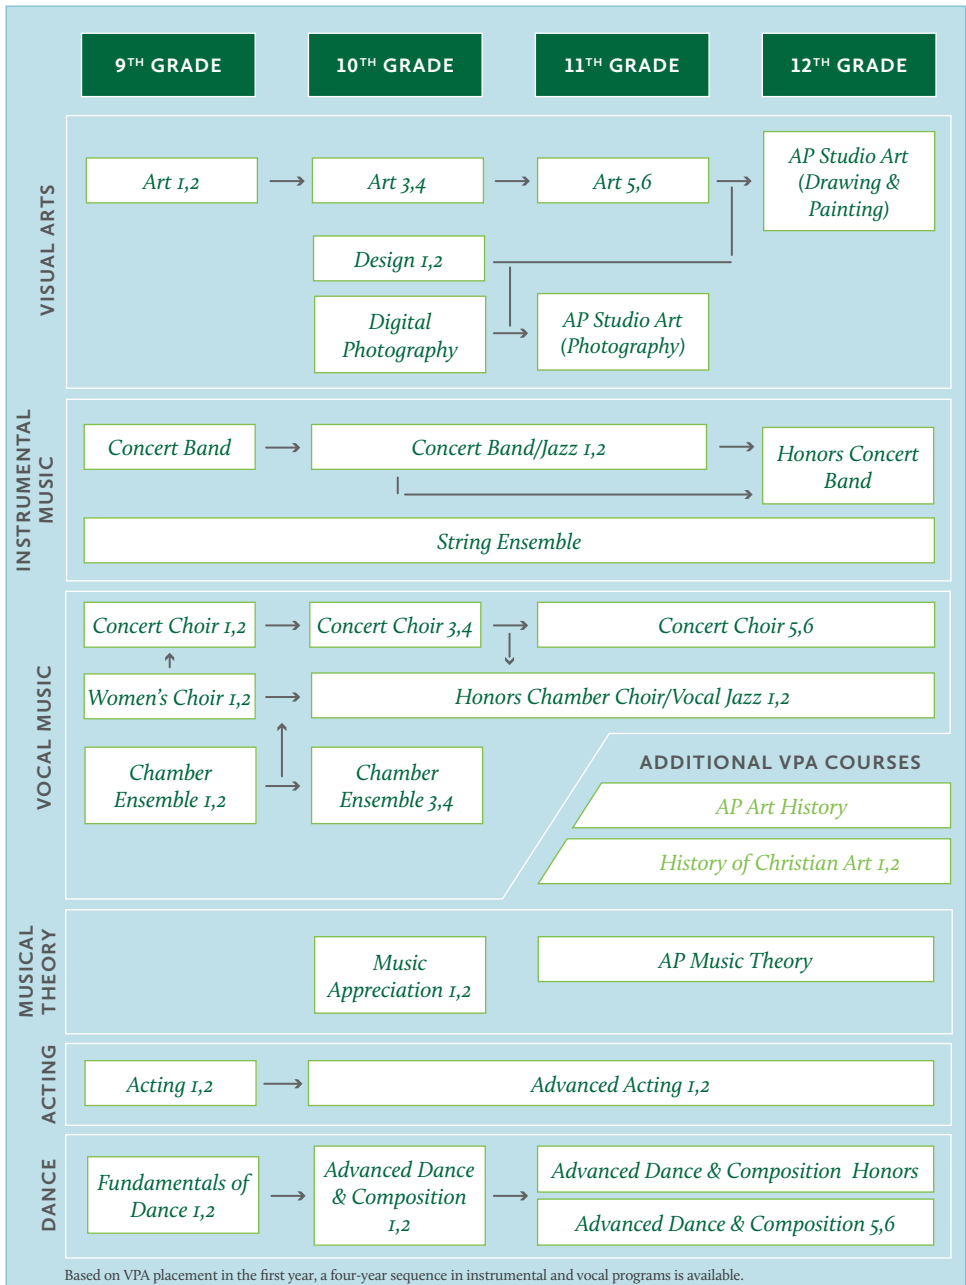 9TH GRADE
10TH GRADE
11TH GRADE
12TH GRADE
VISUAL ARTS
Art 1,2
Art 3,4
Art 5,6
AP Studio Art
(Drawing &
Painting)
Design 1,2
Digital
Photography
AP Studio Art
(Photography)
INSTRUMENTAL
MUSIC
Concert Band
Concert Band/Jazz 1,2
Honors Concert
Band
String Ensemble
VOCAL MUSIC
Concert Choir 1,2
Concert Choir 3,4
Concert Choir 5,6
Women's Choir 1,2
Honors Chamber Choir/Vocal Jazz 1,2
Chamber
Ensemble 1,2
Chamber
Ensemble 3,4
ADDITIONAL VPA COURSES
AP Art History
History of Christian Art 1,2
MUSICAL
THEORY
Music
Appreciation 1,2
AP Music Theory
ACTING
Acting 1,2
Advanced Acting 1,2
DANCE
Fundamentals of
Dance 1,2
Advanced Dance
& Composition
1,2
Advanced Dance & Composition Honors
Advanced Dance & Composition 5,6
Based on VPA placement in the first year, a four-year sequence in instrumental and vocal programs is available.